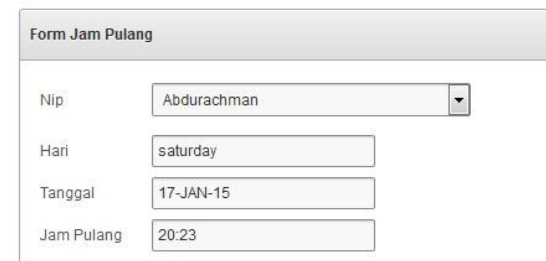 Form Jam Pulang
Nip Abdurachman
Hari saturday
Tanggal 17-JAN-15
Jam Pulang 20:23